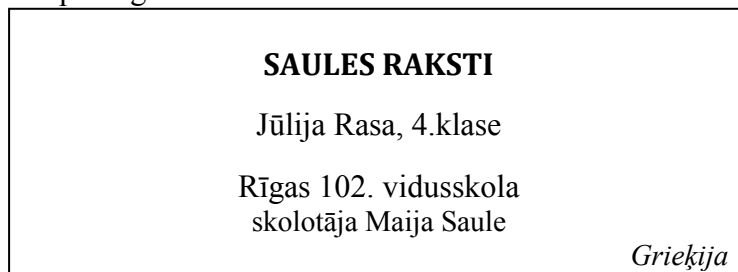 SAULES RAKSTI
Jūlija Rasa, 4.klase
Rīgas 102. vidusskola
skolotāja Maija Saule
Grieķija